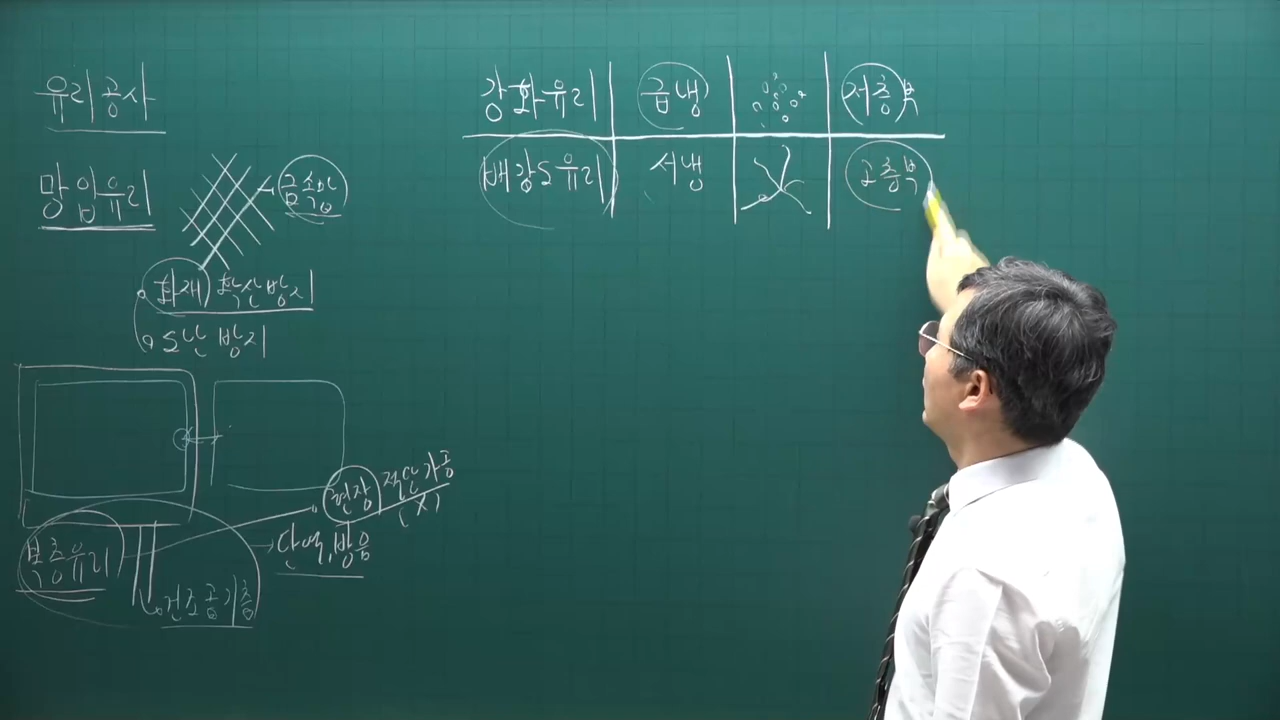 유리공사
망입유리
금속망
화재 확산방지
도난 방지
현장 절단가공
(X)
복층유리
단열, 방음
건조공기층
강화유리 급냉 저층부
배강도유리 서냉 고층부